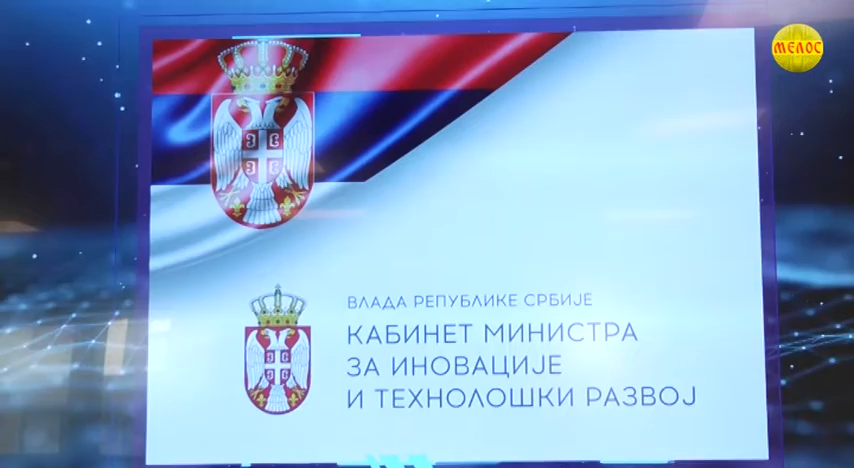 МЕЛОС
ВЛАДА РЕПУБЛИКЕ СРБИЈЕ
КАБИНЕТ МИНИСТРА
ЗА ИНОВАЦИЈЕ
И ТЕХНОЛОШКИ РАЗВОЈ